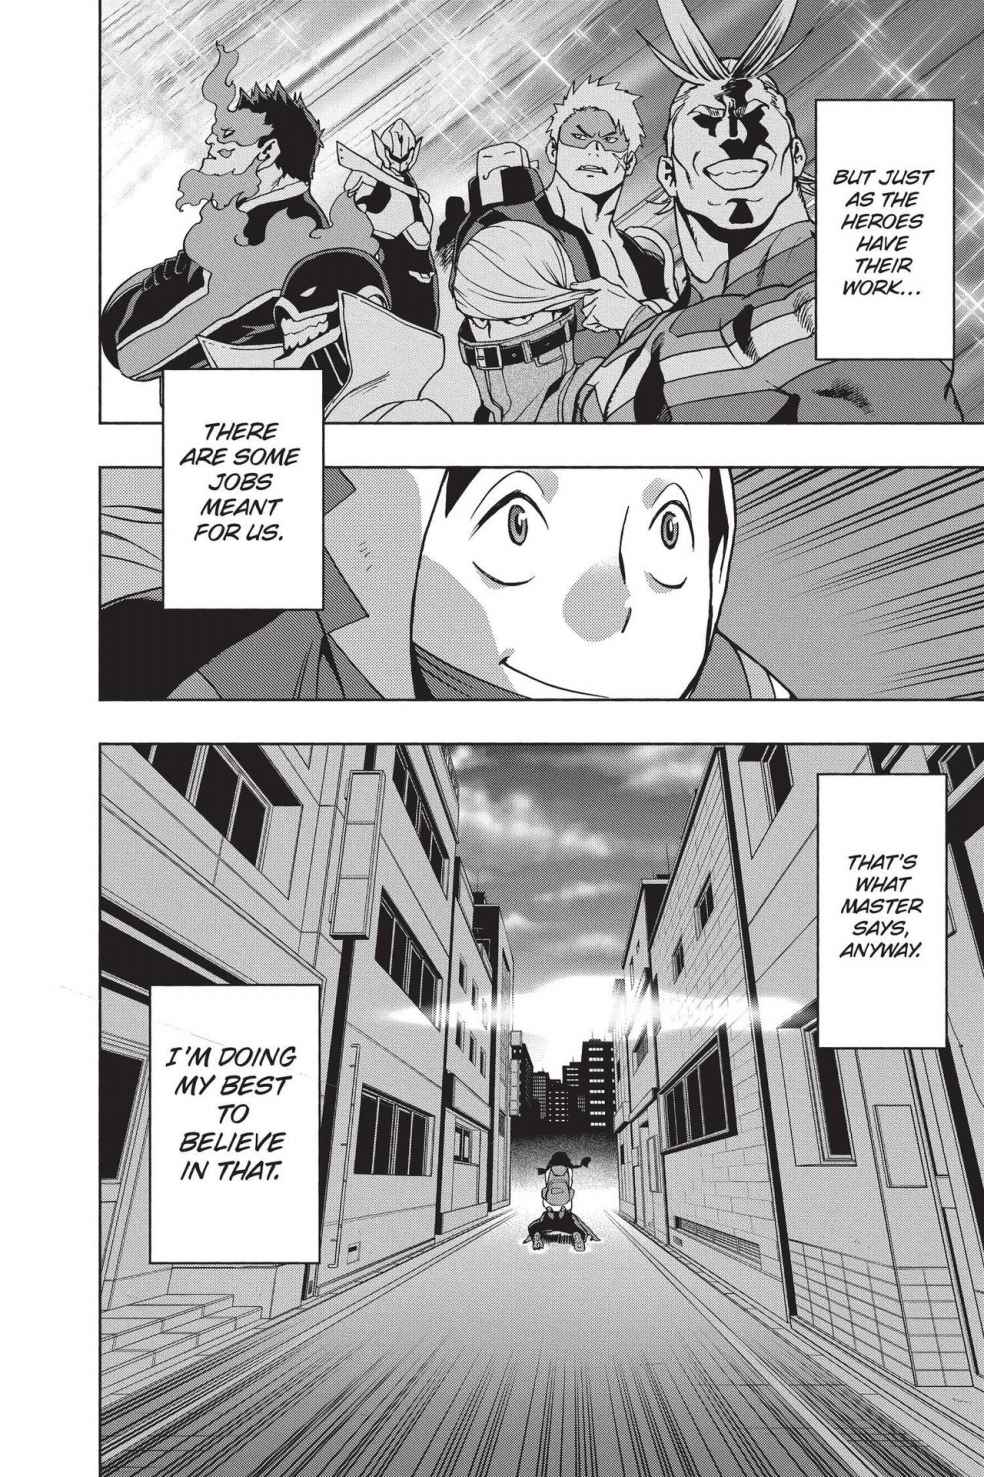 BUT JUST
AS THE
HEROES
HAVE
THEIR
WORK...
THERE
ARE SOME
JOBS
MEANT
FOR US.
THAT'S
WHAT
MASTER
SAYS,
ANYWAY.
I'M DOING
MY BEST
TO
BELIEVE
IN THAT.